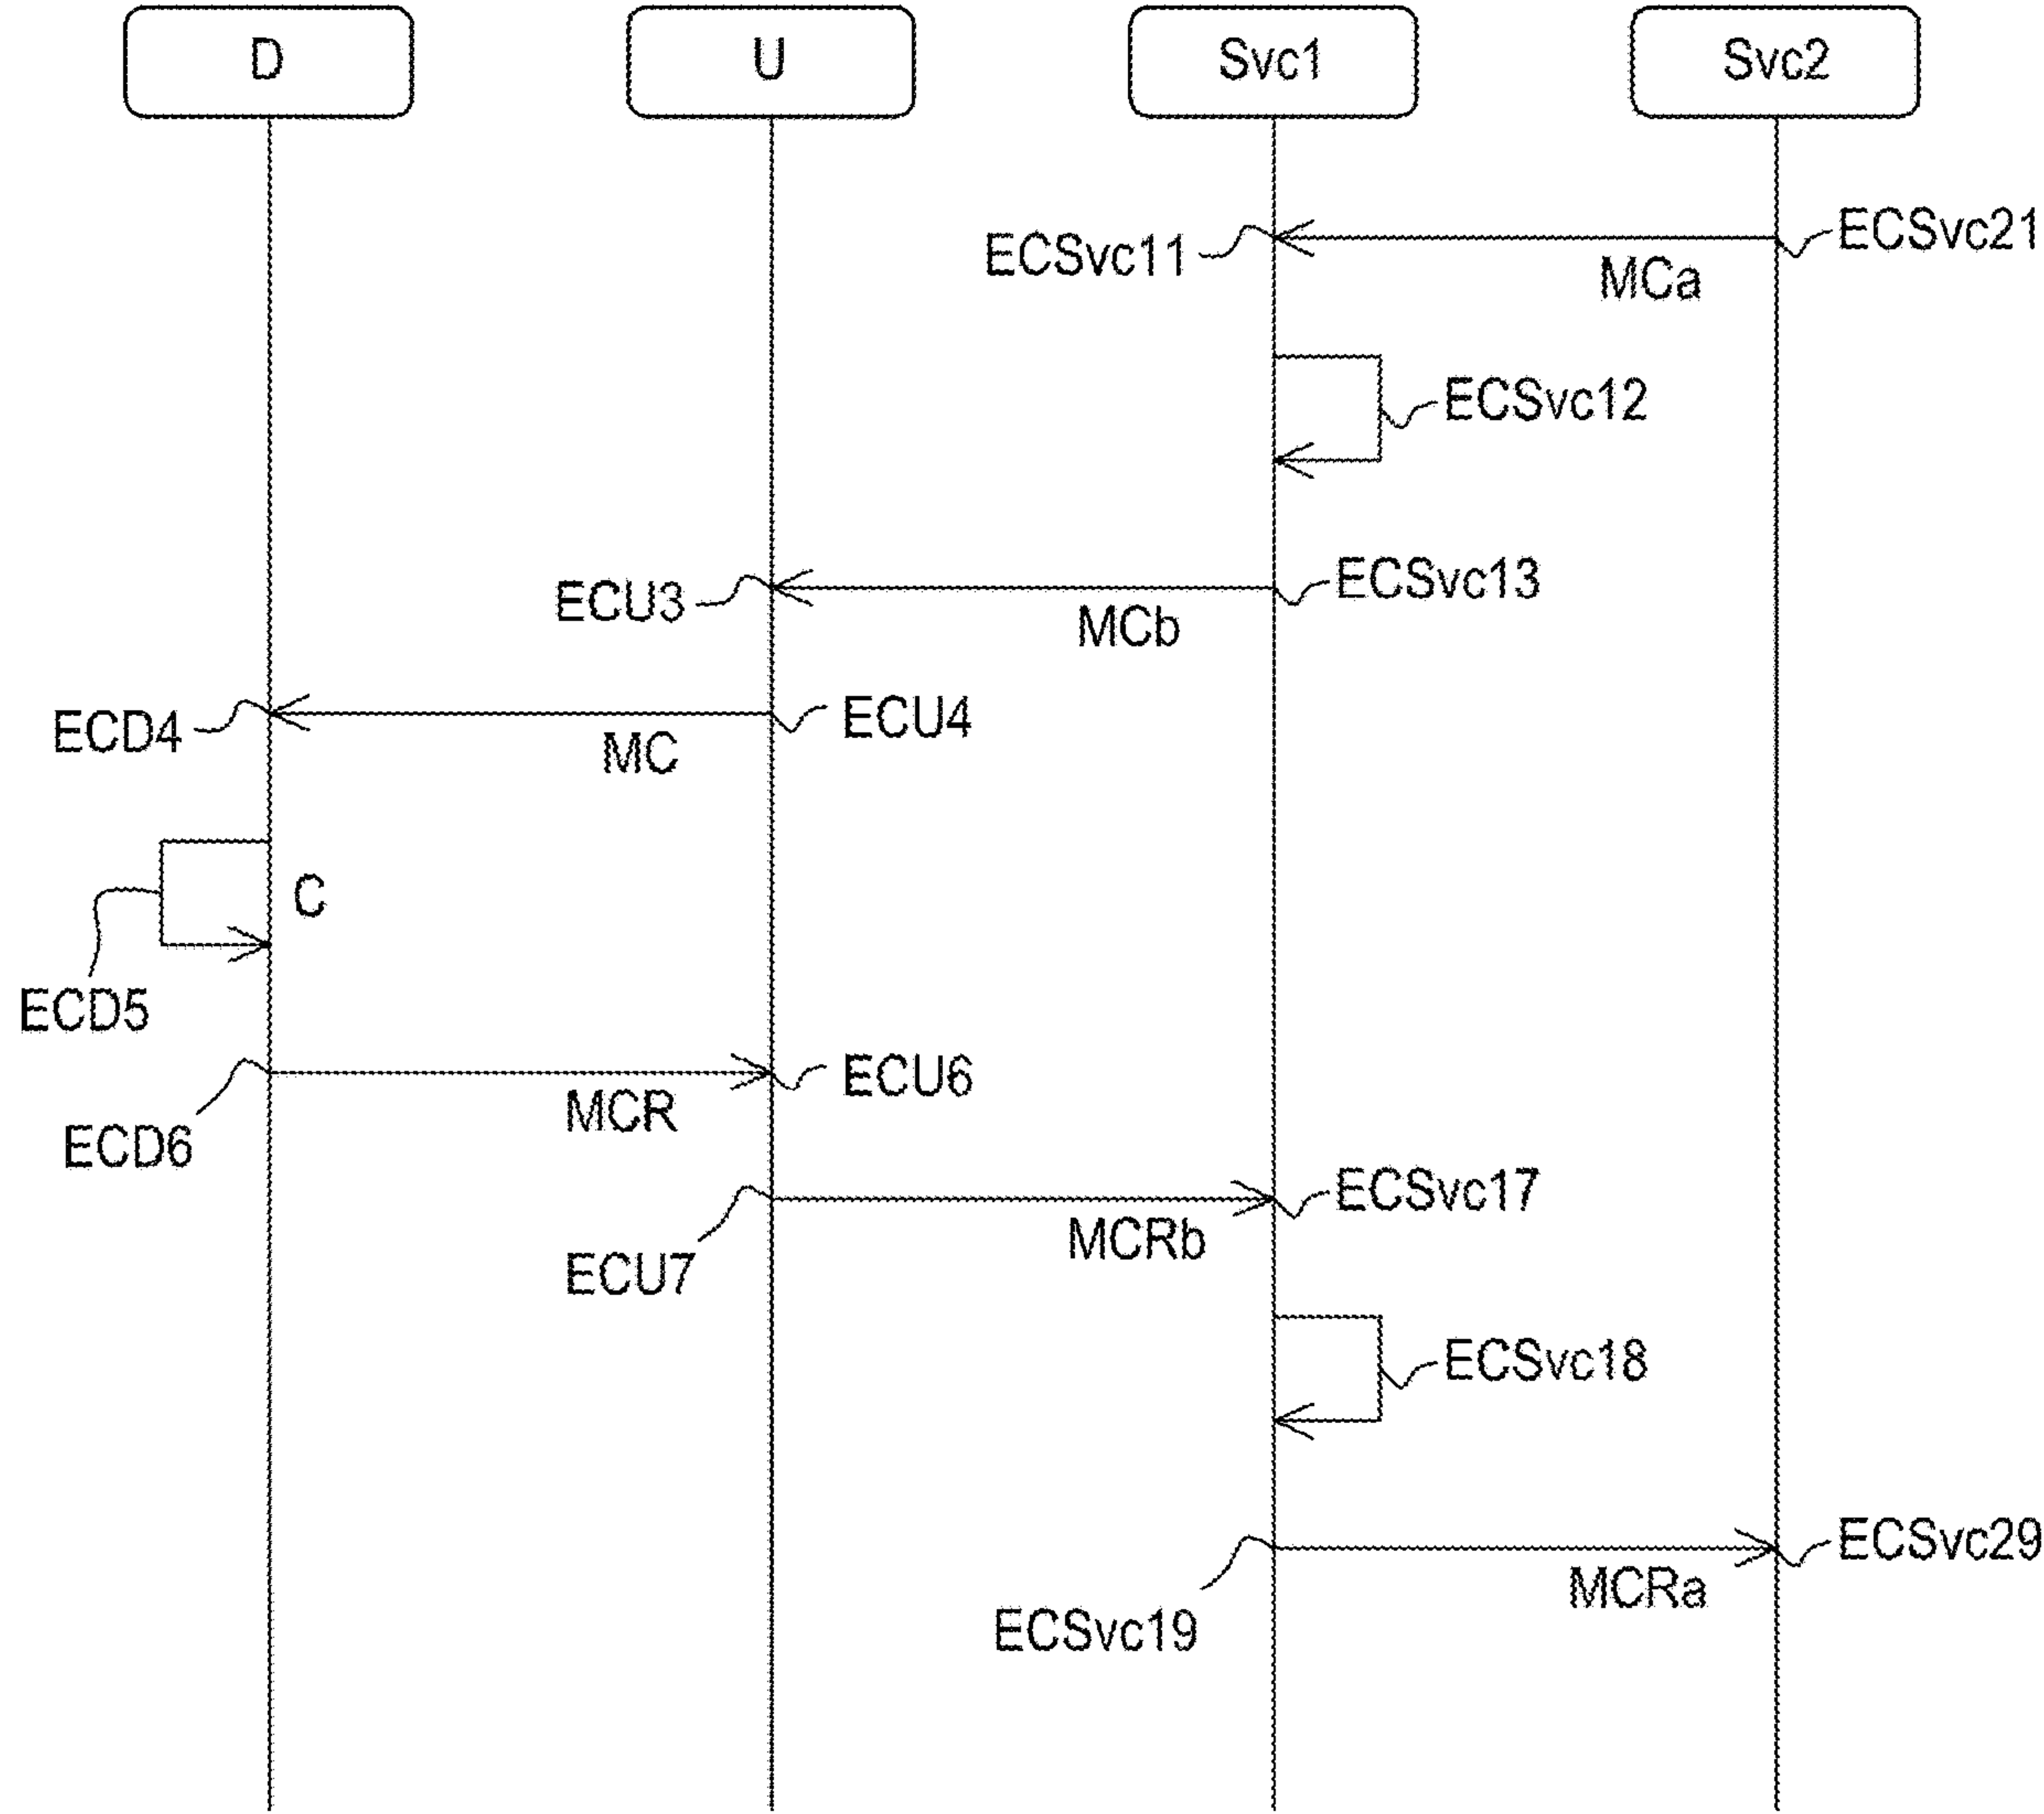 D
U
Svc1
Svc2
ECSvc11
ECSvc21
MCa
ECSvc12
ECU3
ECSvc13
MCb
ECD4
ECU4
MC
C
ECD5
ECU6
MCR
ECD6
ECSvc17
MCRb
ECU7
ECSvc18
ECSvc29
MCRa
ECSvc19